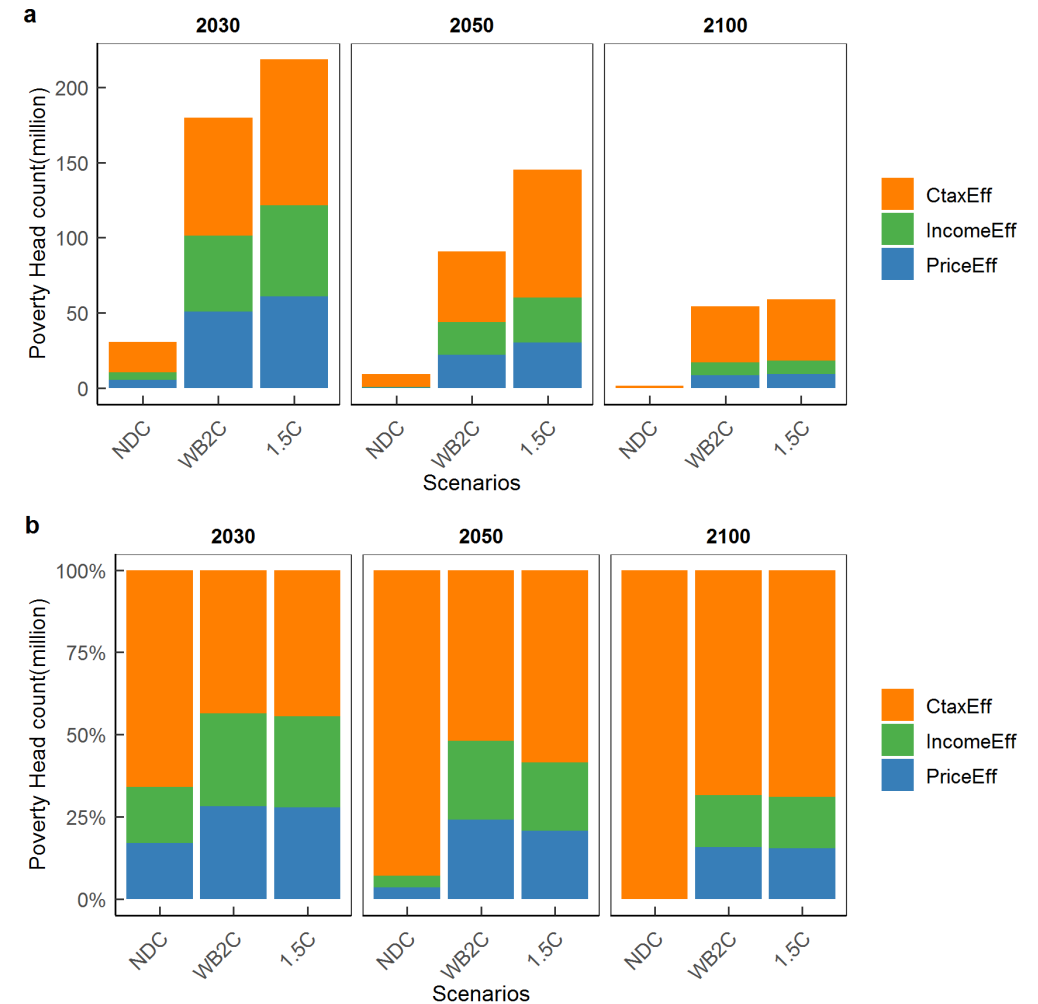 a
2030 2050 2100
Poverty Head count(million)
200
150
100
50
0
NDC WB2C 1.5C NDC WB2C 1.5C NDC WB2C 1.5C
Scenarios
CtaxEff
IncomeEff
PriceEff
b
2030 2050 2100
Poverty Head count(million)
100%
75%
50%
25%
0%
NDC WB2C 1.5C NDC WB2C 1.5C NDC WB2C 1.5C
Scenarios
CtaxEff
IncomeEff
PriceEff